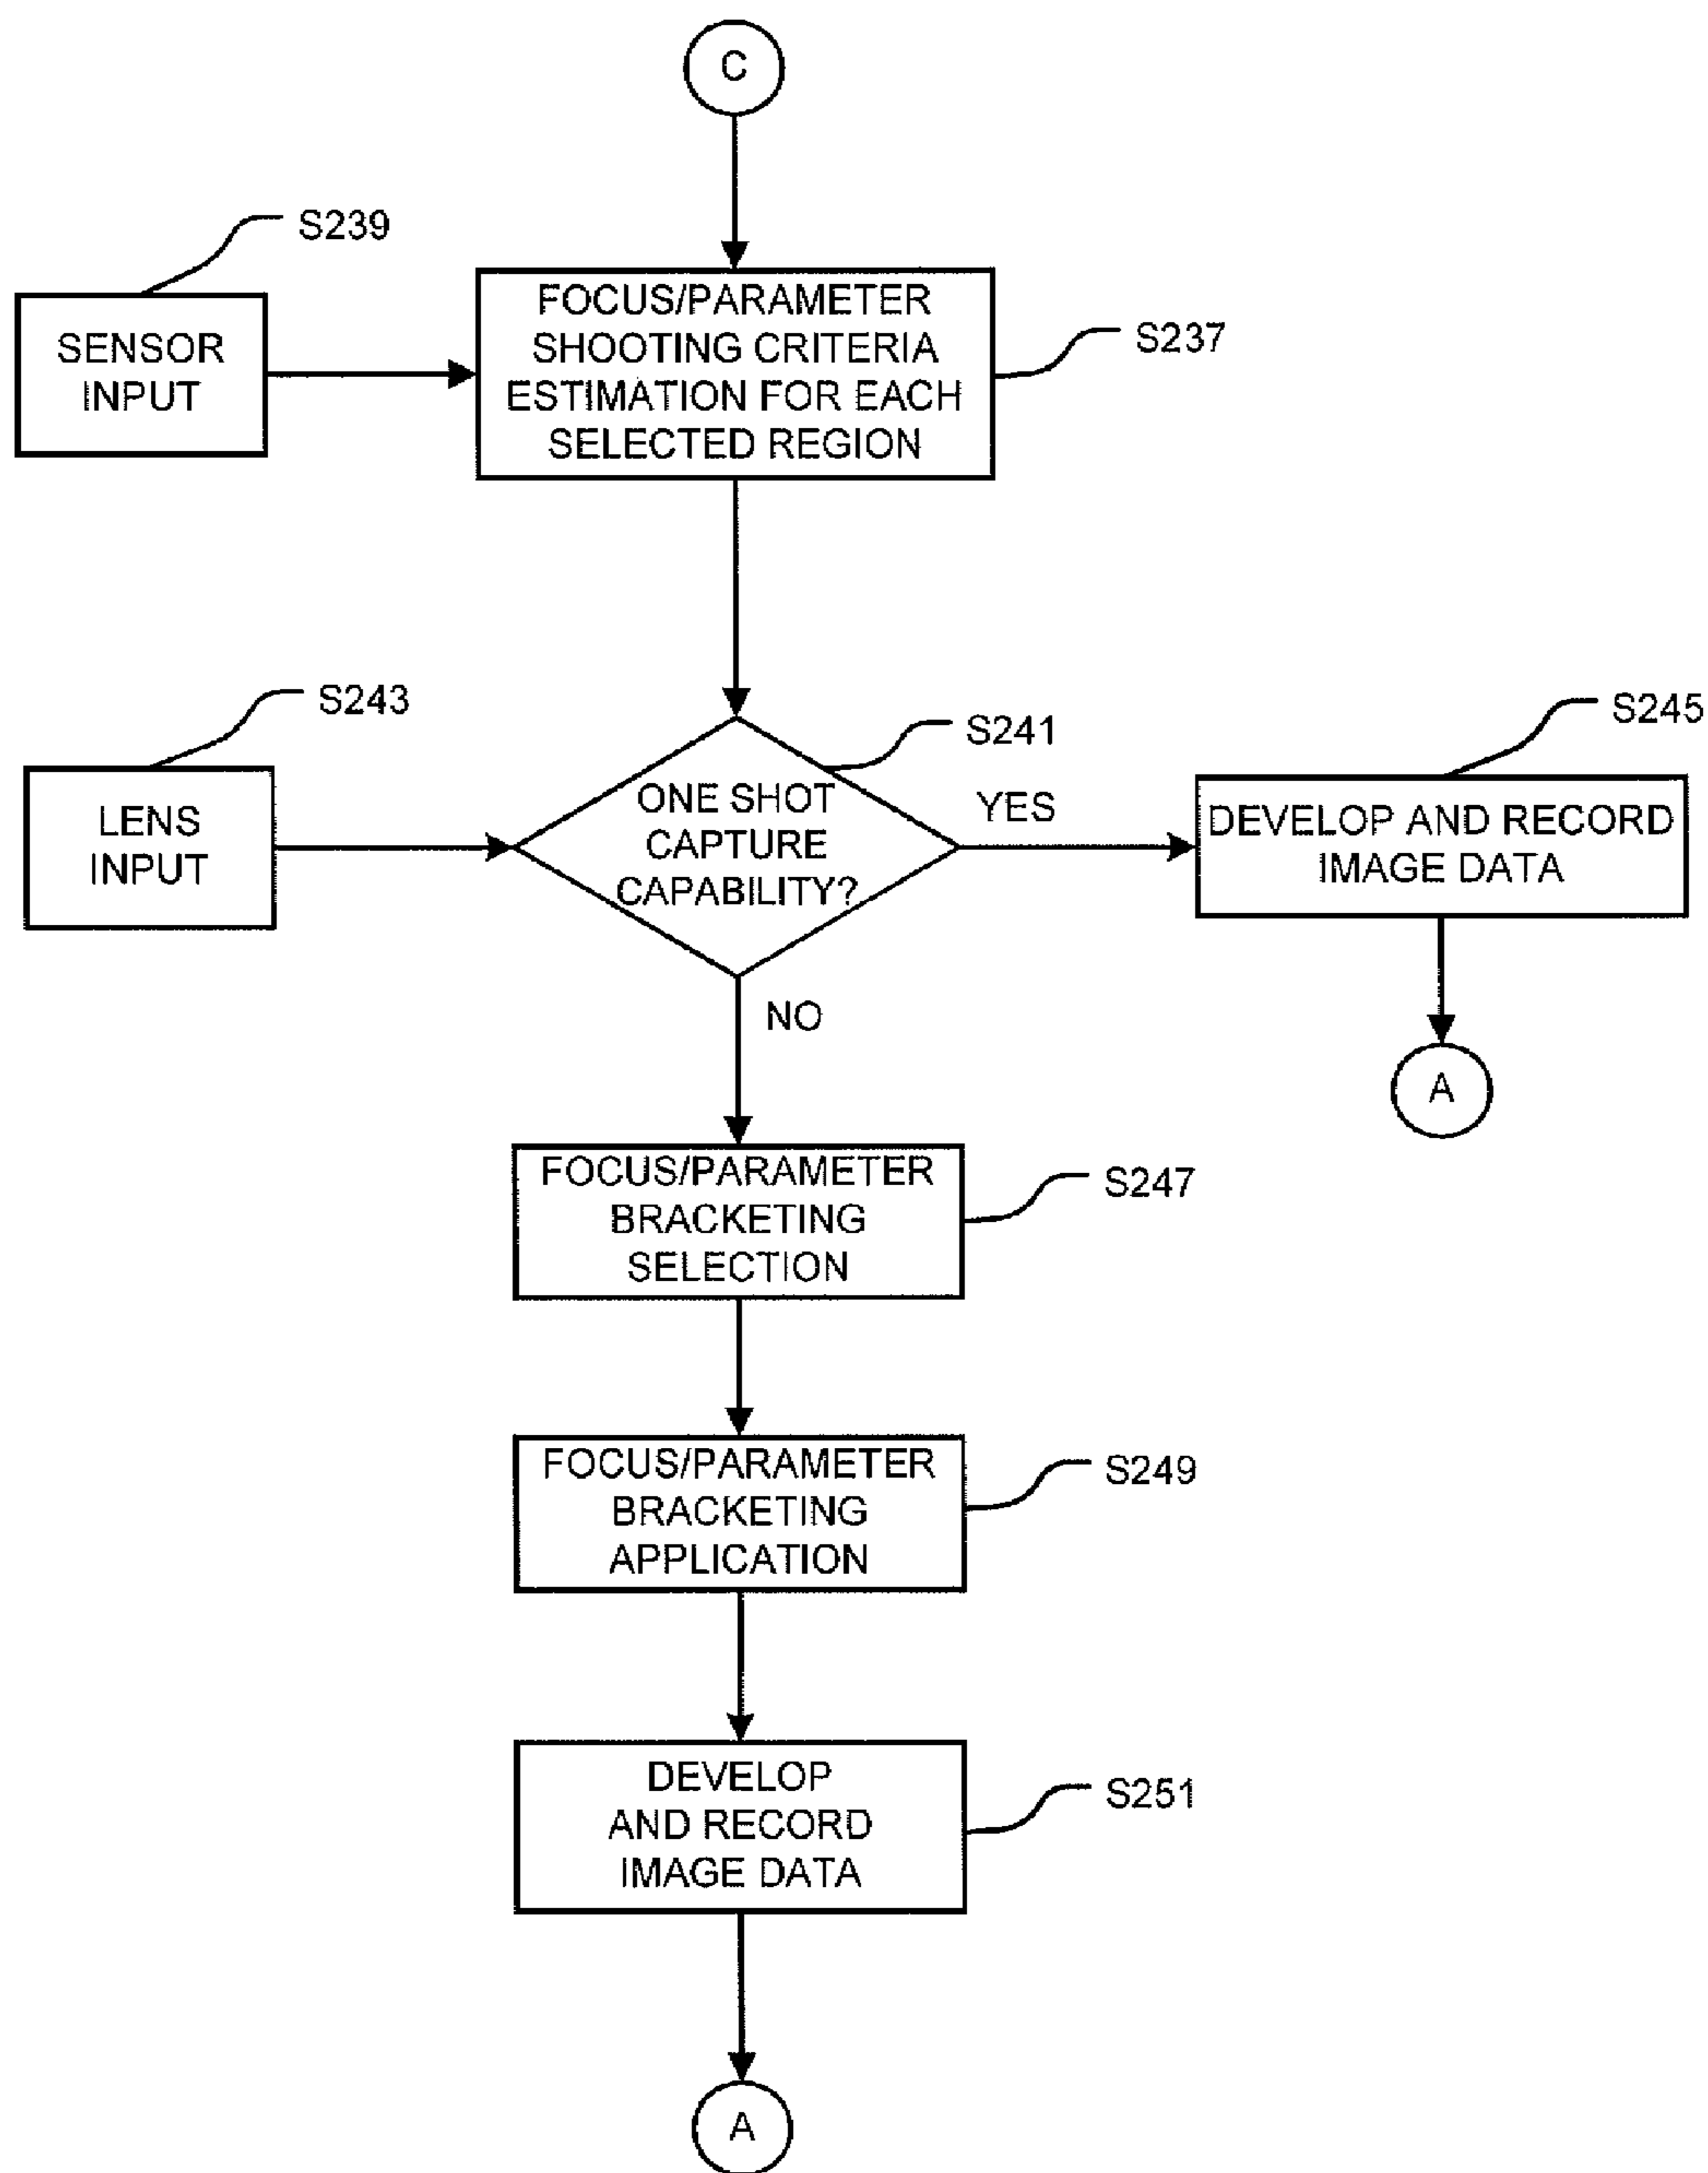 C
S239
SENSOR
INPUT
FOCUS/PARAMETER
SHOOTING CRITERIA
ESTIMATION FOR EACH
SELECTED REGION
S237
S243
LENS
INPUT
S241
ONE SHOT
CAPTURE
CAPABILITY?
YES
S245
DEVELOP AND RECORD
IMAGE DATA
A
NO
FOCUS/PARAMETER
BRACKETING
SELECTION
S247
FOCUS/PARAMETER
BRACKETING
APPLICATION
S249
DEVELOP
AND RECORD
IMAGE DATA
S251
A